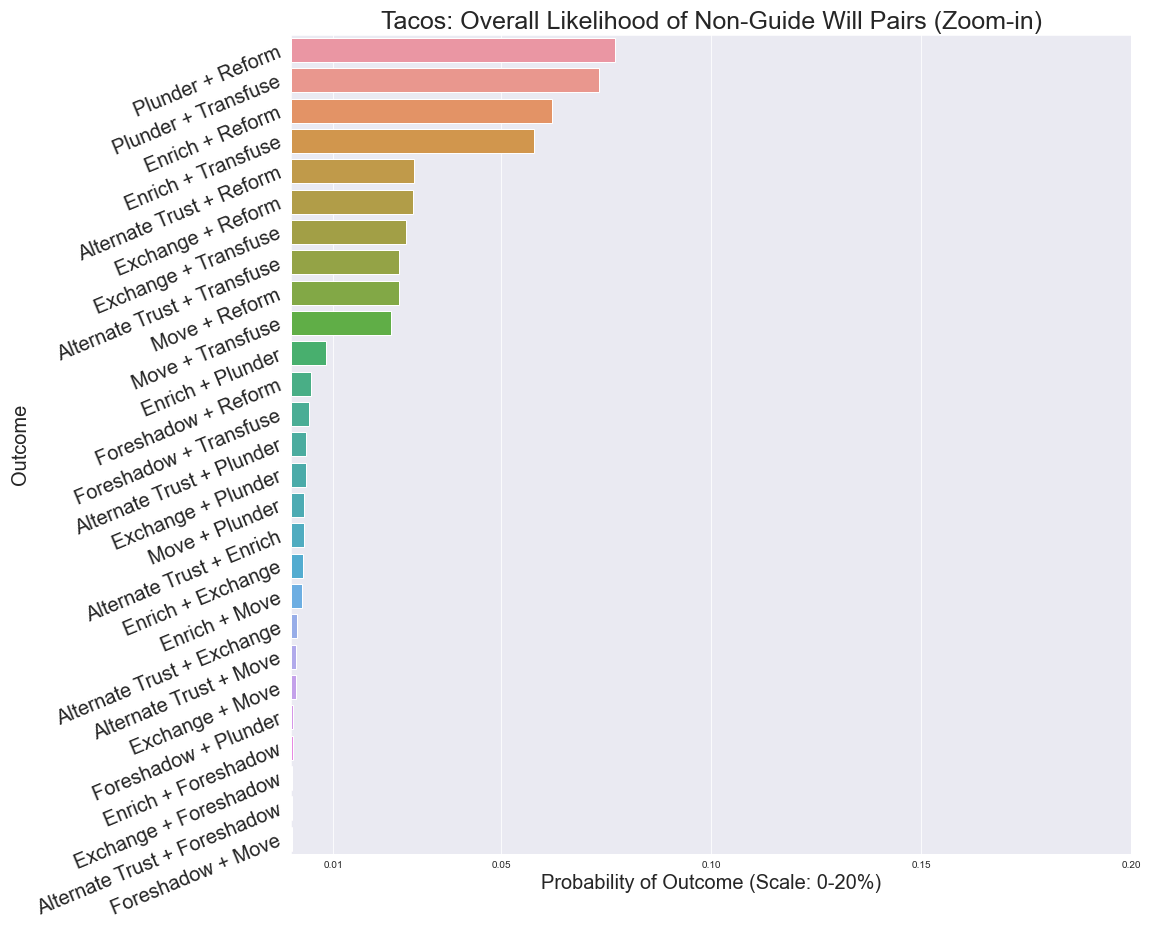 Tacos: Overall Likelihood of Non-Guide Will Pairs (Zoom-in)
Outcome
Plunder + Reform
Plunder + Transfuse
Enrich + Reform
Enrich + Transfuse
Alternate Trust + Reform
Exchange + Reform
Exchange + Transfuse
Alternate Trust + Transfuse
Move + Reform
Move + Transfuse
Enrich + Plunder
Foreshadow + Reform
Foreshadow + Transfuse
Alternate Trust + Plunder
Exchange + Plunder
Move + Plunder
Alternate Trust + Enrich
Enrich + Exchange
Enrich + Move
Alternate Trust + Exchange
Alternate Trust + Move
Exchange + Move
Foreshadow + Plunder
Enrich + Foreshadow
Exchange + Foreshadow
Alternate Trust + Foreshadow
Foreshadow + Move
0.01 0.05 0.10 0.15 0.20
Probability of Outcome (Scale: 0-20%)